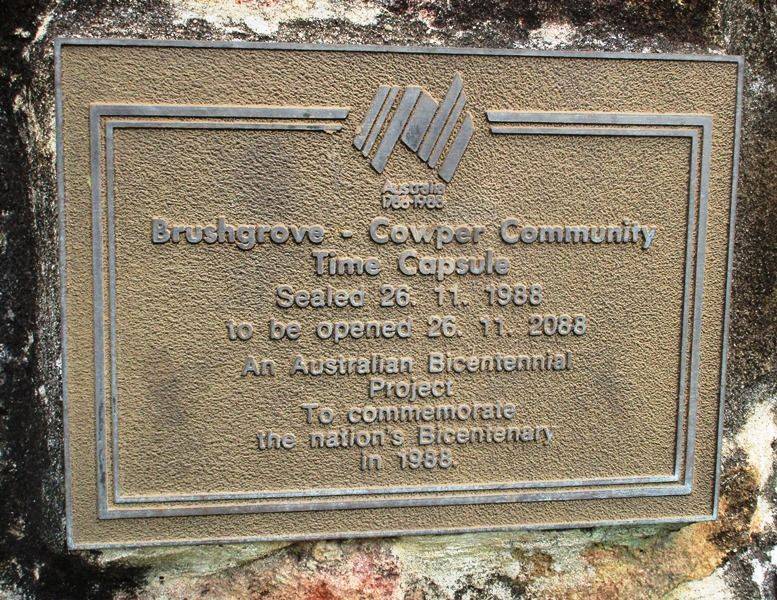 Australia
1788-1988
Brushgrove - Cowper Community
Time Capsule
Sealed 26. 11. 1988
to be opened 26. 11. 2088
An Australian Bicentennial
Project
To commemorate
the nation's Bicentenary
in 1988.